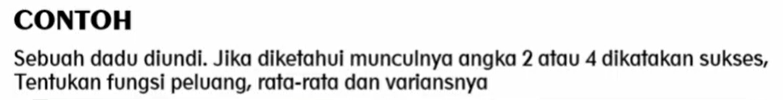 CONTOH
Sebuah dadu diundi. Jika diketahui munculnya angka 2 atau 4 dikatakan sukses,
Tentukan fungsi peluang, rata-rata dan variansnya